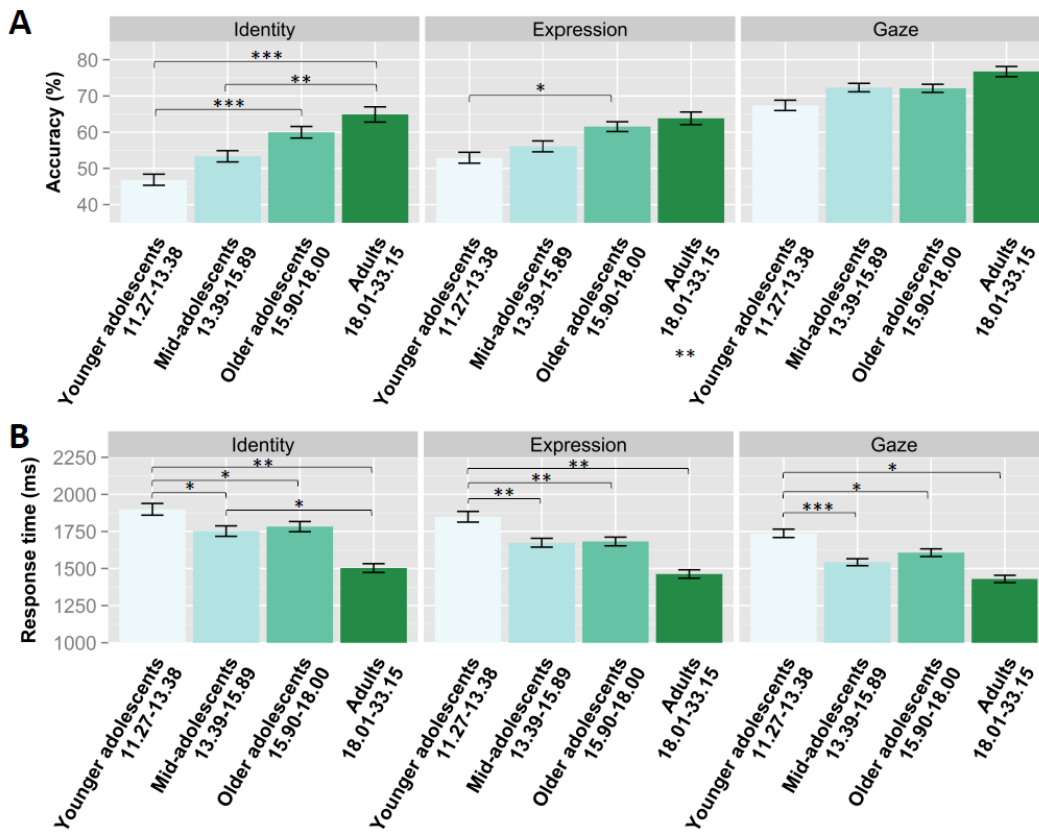 A
Identity
Expression
Gaze
Accuracy (%)
80
70
60
50
40
***
**
***
*
Younger adolescents
11.27-13.38
Mid-adolescents
13.39-15.89
Older adolescents
15.90-18.00
Adults
18.01-33.15
Younger adolescents
11.27-13.38
Mid-adolescents
13.39-15.89
Older adolescents
15.90-18.00
Adults
18.01-33.15
**
Younger adolescents
11.27-13.38
Mid-adolescents
13.39-15.89
Older adolescents
15.90-18.00
Adults
18.01-33.15
B
Identity
Expression
Gaze
Response time (ms)
2250
2000
1750
1500
1250
1000
**
*
*
*
**
**
**
*
*
***
Younger adolescents
11.27-13.38
Mid-adolescents
13.39-15.89
Older adolescents
15.90-18.00
Adults
18.01-33.15
Younger adolescents
11.27-13.38
Mid-adolescents
13.39-15.89
Older adolescents
15.90-18.00
Adults
18.01-33.15
Younger adolescents
11.27-13.38
Mid-adolescents
13.39-15.89
Older adolescents
15.90-18.00
Adults
18.01-33.15